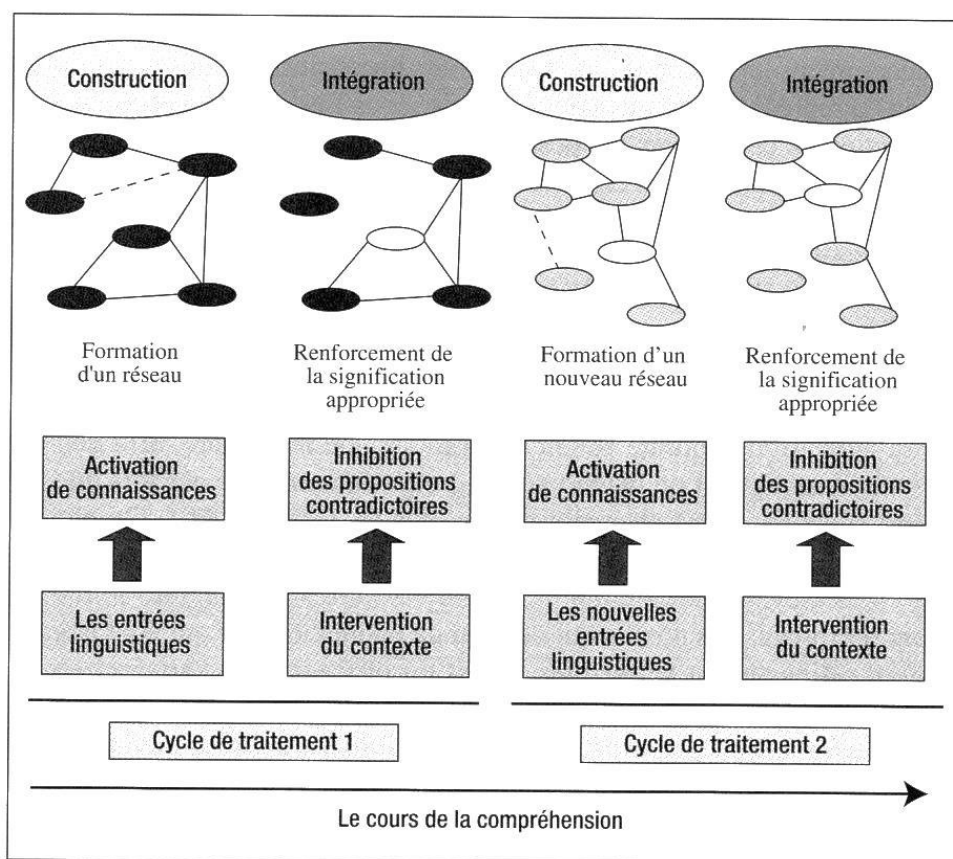 Construction
Intégration
Construction
Intégration
Formation
d'un réseau
Renforcement de
la signification
appropriée
Formation d'un
nouveau réseau
Renforcement de
la signification
appropriée
Activation
de connaissances
Inhibition
des propositions
contradictoires
Activation
de connaissances
Inhibition
des propositions
contradictoires
Les entrées
linguistiques
Intervention
du contexte
Les nouvelles
entrées
linguistiques
Intervention
du contexte
Cycle de traitement 1
Cycle de traitement 2
Le cours de la compréhension